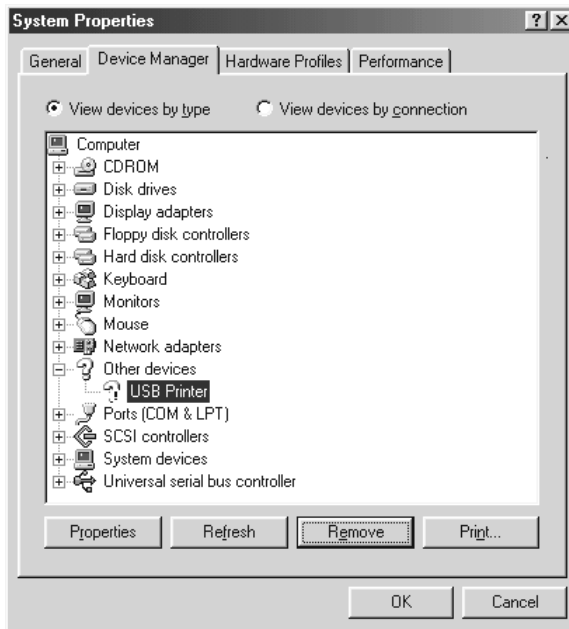 System Properties
General Device Manager Hardware Profiles Performance
View devices by type View devices by connection
Computer
CDROM
Disk drives
Display adapters
Floppy disk controllers
Hard disk controllers
Keyboard
Monitors
Mouse
Network adapters
Other devices
USB Printer
Ports (COM & LPT)
SCSI controllers
System devices
Universal serial bus controller
Properties Refresh Remove Print...
OK Cancel